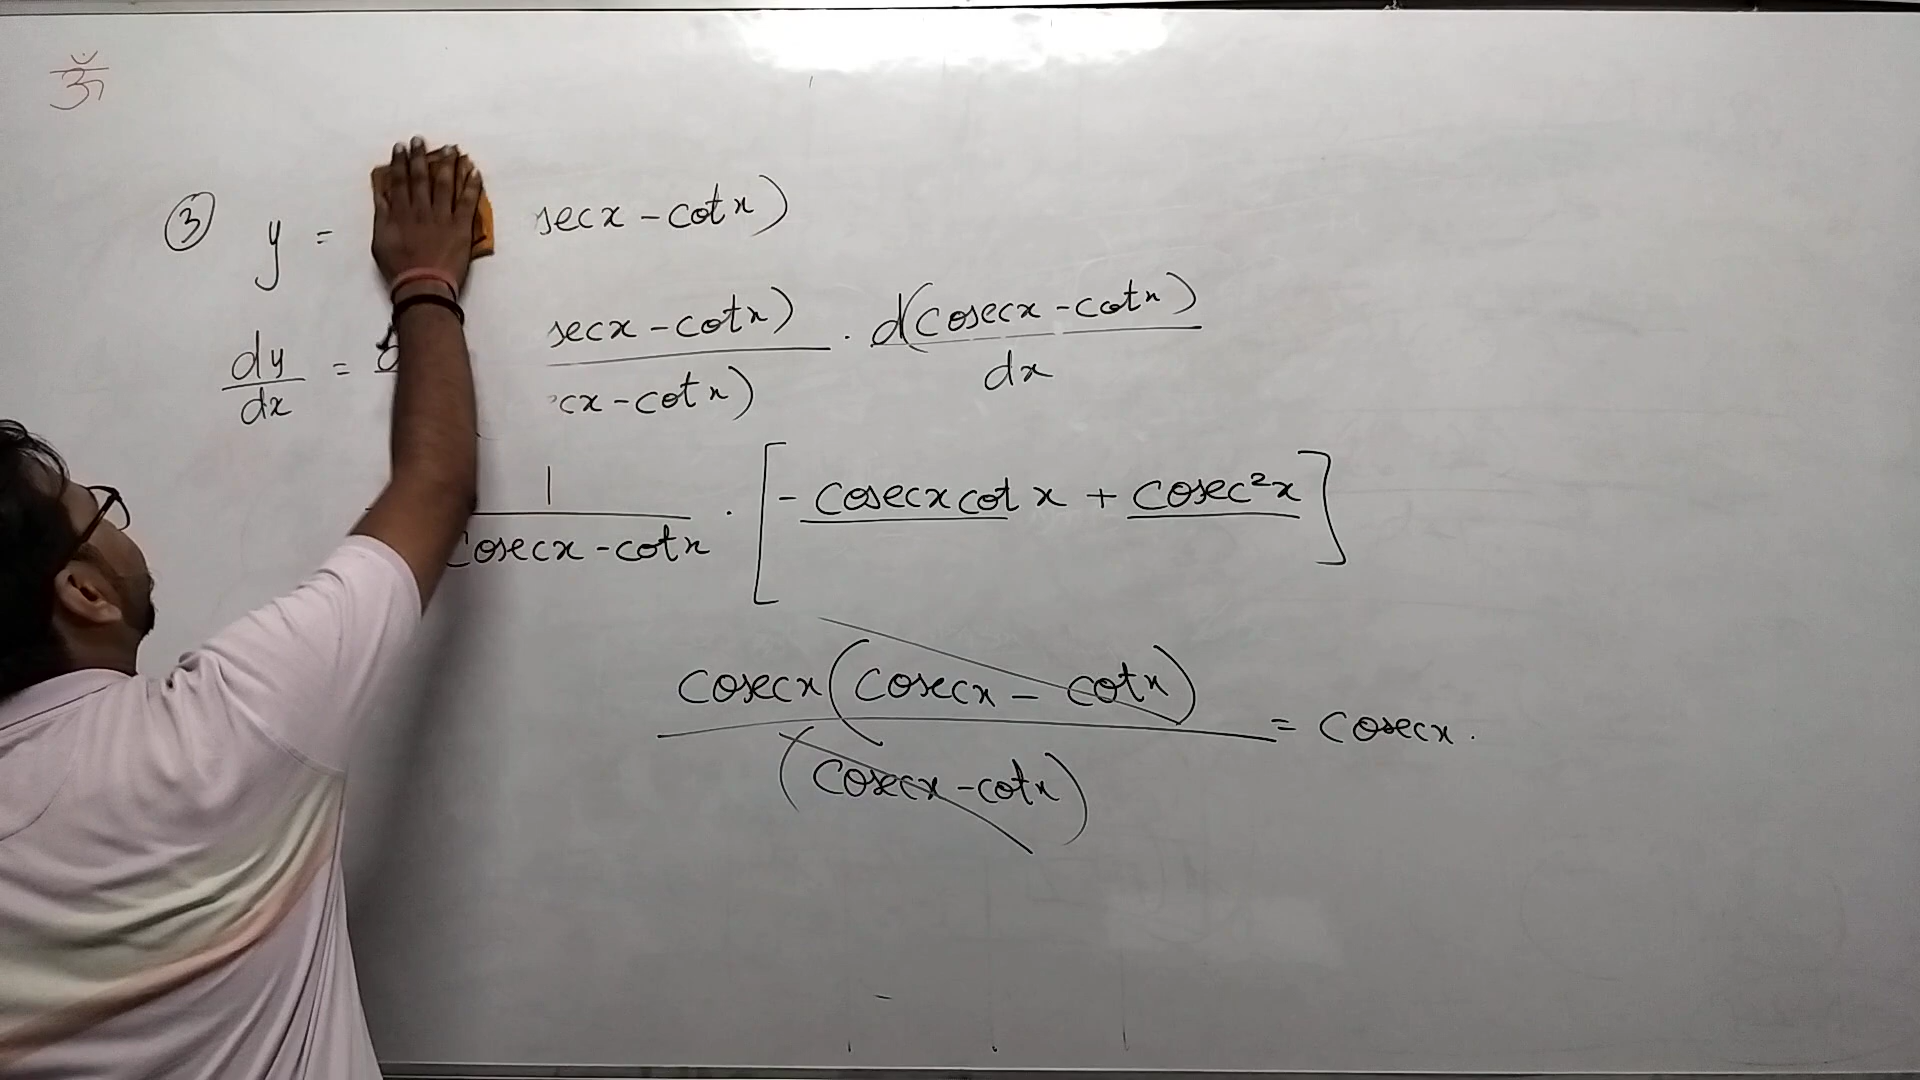 ॐ
③ y = secx - cotx)
dy/dx = secx - cotx) / cx - cotx) . d(cosecx - cotx) / dx
1 / cosecx - cotx . [- cosecx cotx + cosec²x]
cosecx(cosecx - cotx) / (cosecx - cotx) = cosecx.